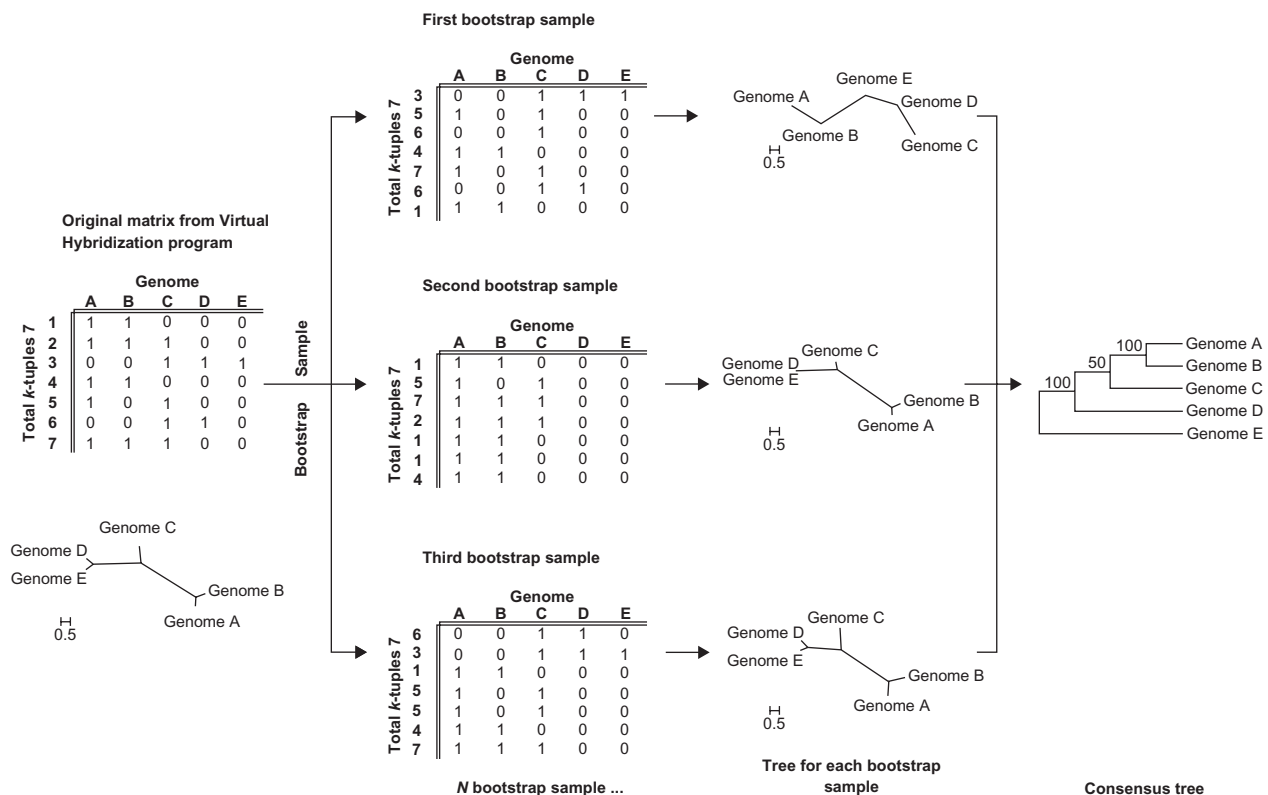 First bootstrap sample
Genome
A B C D E
Total k-tuples 7
3 0 0 1 1 1
5 1 0 1 0 0
6 0 0 1 0 0
4 1 1 0 0 0
7 1 0 1 0 0
6 0 0 1 1 0
1 1 1 0 0 0
Genome A
Genome B
Genome E
Genome D
Genome C
0.5
Original matrix from Virtual
Hybridization program
Genome
A B C D E
Total k-tuples 7
1 1 1 0 0 0
2 1 1 1 0 0
3 0 0 1 1 1
4 1 1 0 0 0
5 1 0 1 0 0
6 0 0 1 1 0
7 1 1 1 0 0
Genome C
Genome D
Genome E
Genome B
Genome A
0.5
Bootstrap Sample
Second bootstrap sample
Genome
A B C D E
Total k-tuples 7
1 1 1 0 0 0
5 1 0 1 0 0
7 1 1 1 0 0
2 1 1 1 0 0
1 1 1 0 0 0
1 1 1 0 0 0
4 1 1 0 0 0
Genome C
Genome D
Genome E
Genome B
Genome A
0.5
Third bootstrap sample
Genome
A B C D E
Total k-tuples 7
6 0 0 1 1 0
3 0 0 1 1 1
1 1 1 0 0 0
5 1 0 1 0 0
5 1 0 1 0 0
4 1 1 0 0 0
7 1 1 1 0 0
N bootstrap sample ...
Genome C
Genome D
Genome E
Genome B
Genome A
0.5
Tree for each bootstrap
sample
100
50
100
Genome A
Genome B
Genome C
Genome D
Genome E
Consensus tree